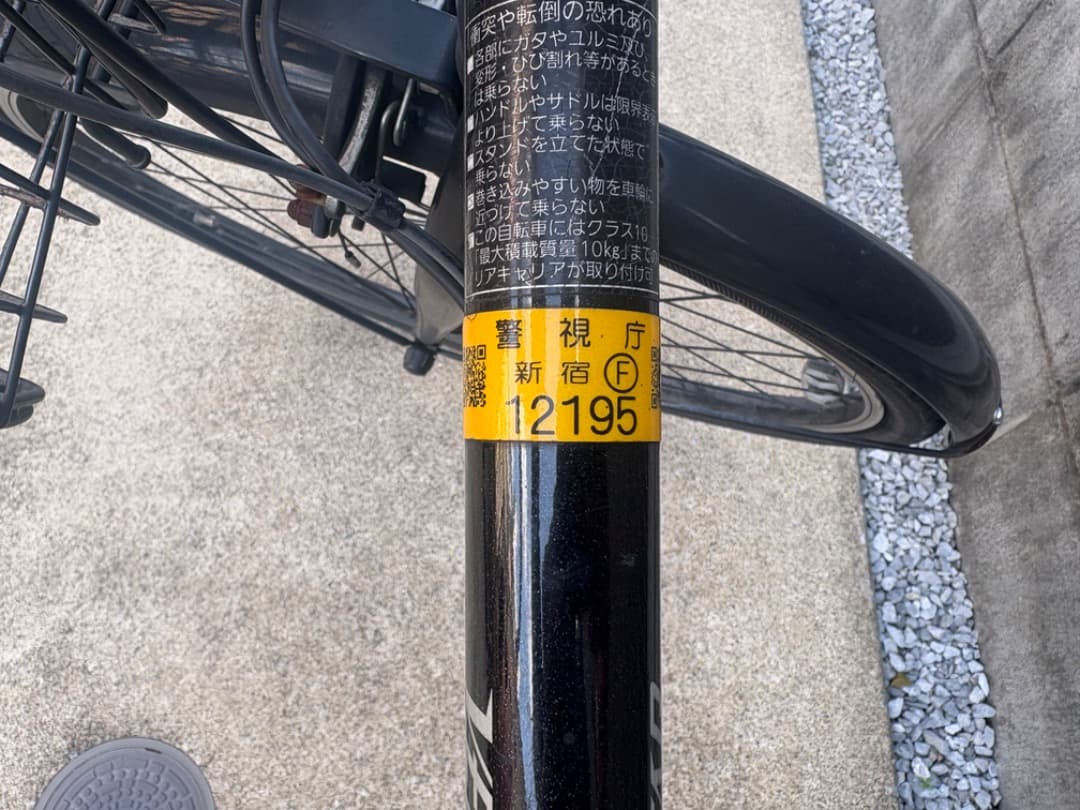 衝突や転倒の恐れあり
■各部にガタやユルミ及び、
変形・ひび割れ等があるとき
は乗らない
■ハンドルやサドルは限界
より上げて乗らない
■スタンドを立てた状態で
乗らない
■巻き込みやすい物を車輪に
近づけて乗らない
■この自転車にはクラス10
「最大積載質量10kg」までの
リアキャリアが取り付け可
警視庁
新宿Ⓕ
12195